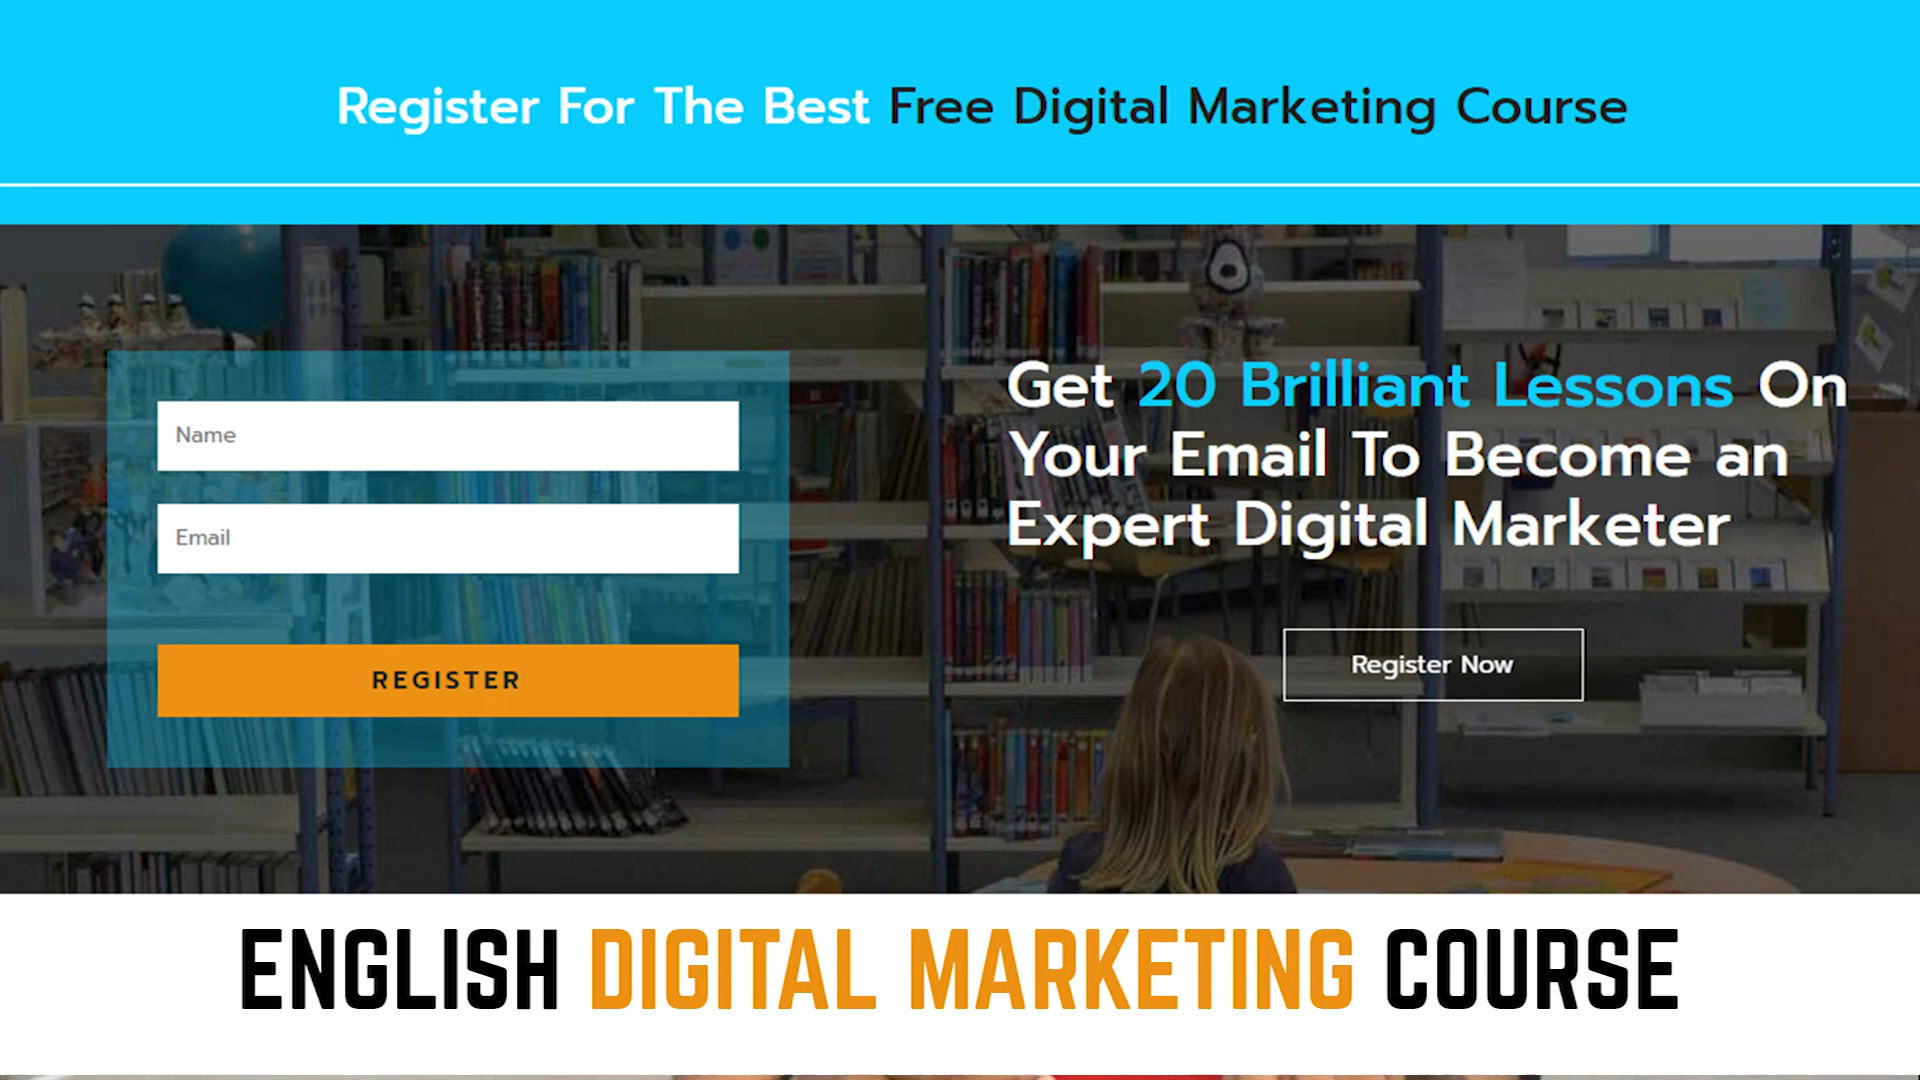 Register For The Best Free Digital Marketing Course
Name
Email
REGISTER
Get 20 Brilliant Lessons On
Your Email To Become an
Expert Digital Marketer
Register Now
ENGLISH DIGITAL MARKETING COURSE